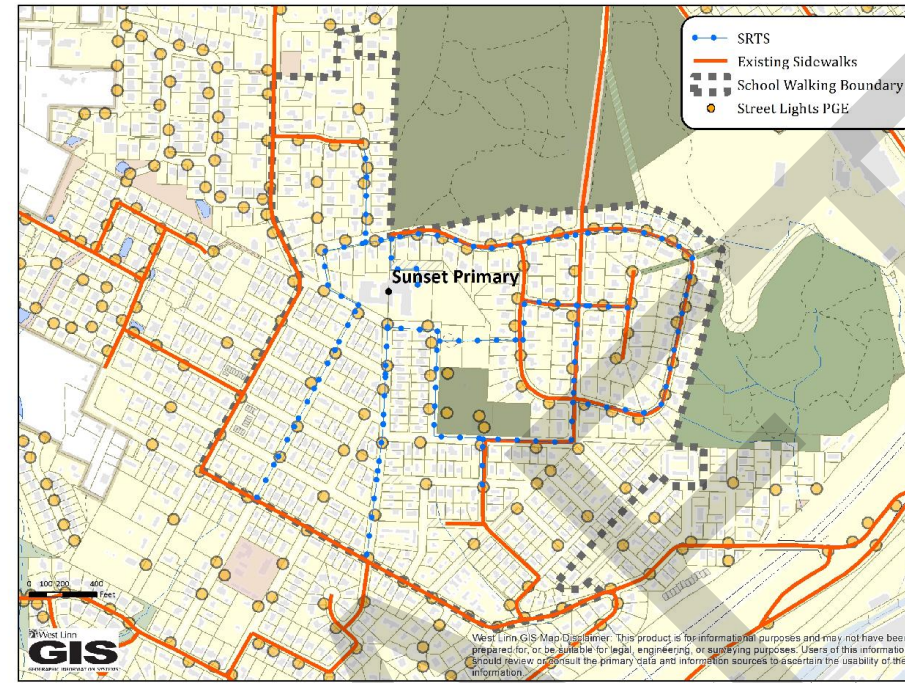 SRTS
Existing Sidewalks
School Walking Boundary
Street Lights PGE
Sunset Primary
0 100 200 400
Feet
West Linn
GIS
GEOGRAPHIC INFORMATION SYSTEMS
West Linn GIS Map Disclaimer: This product is for informational purposes and may not have been
prepared for, or be suitable for legal, engineering, or surveying purposes. Users of this information
should review or consult the primary data and information sources to ascertain the usability of the
information.